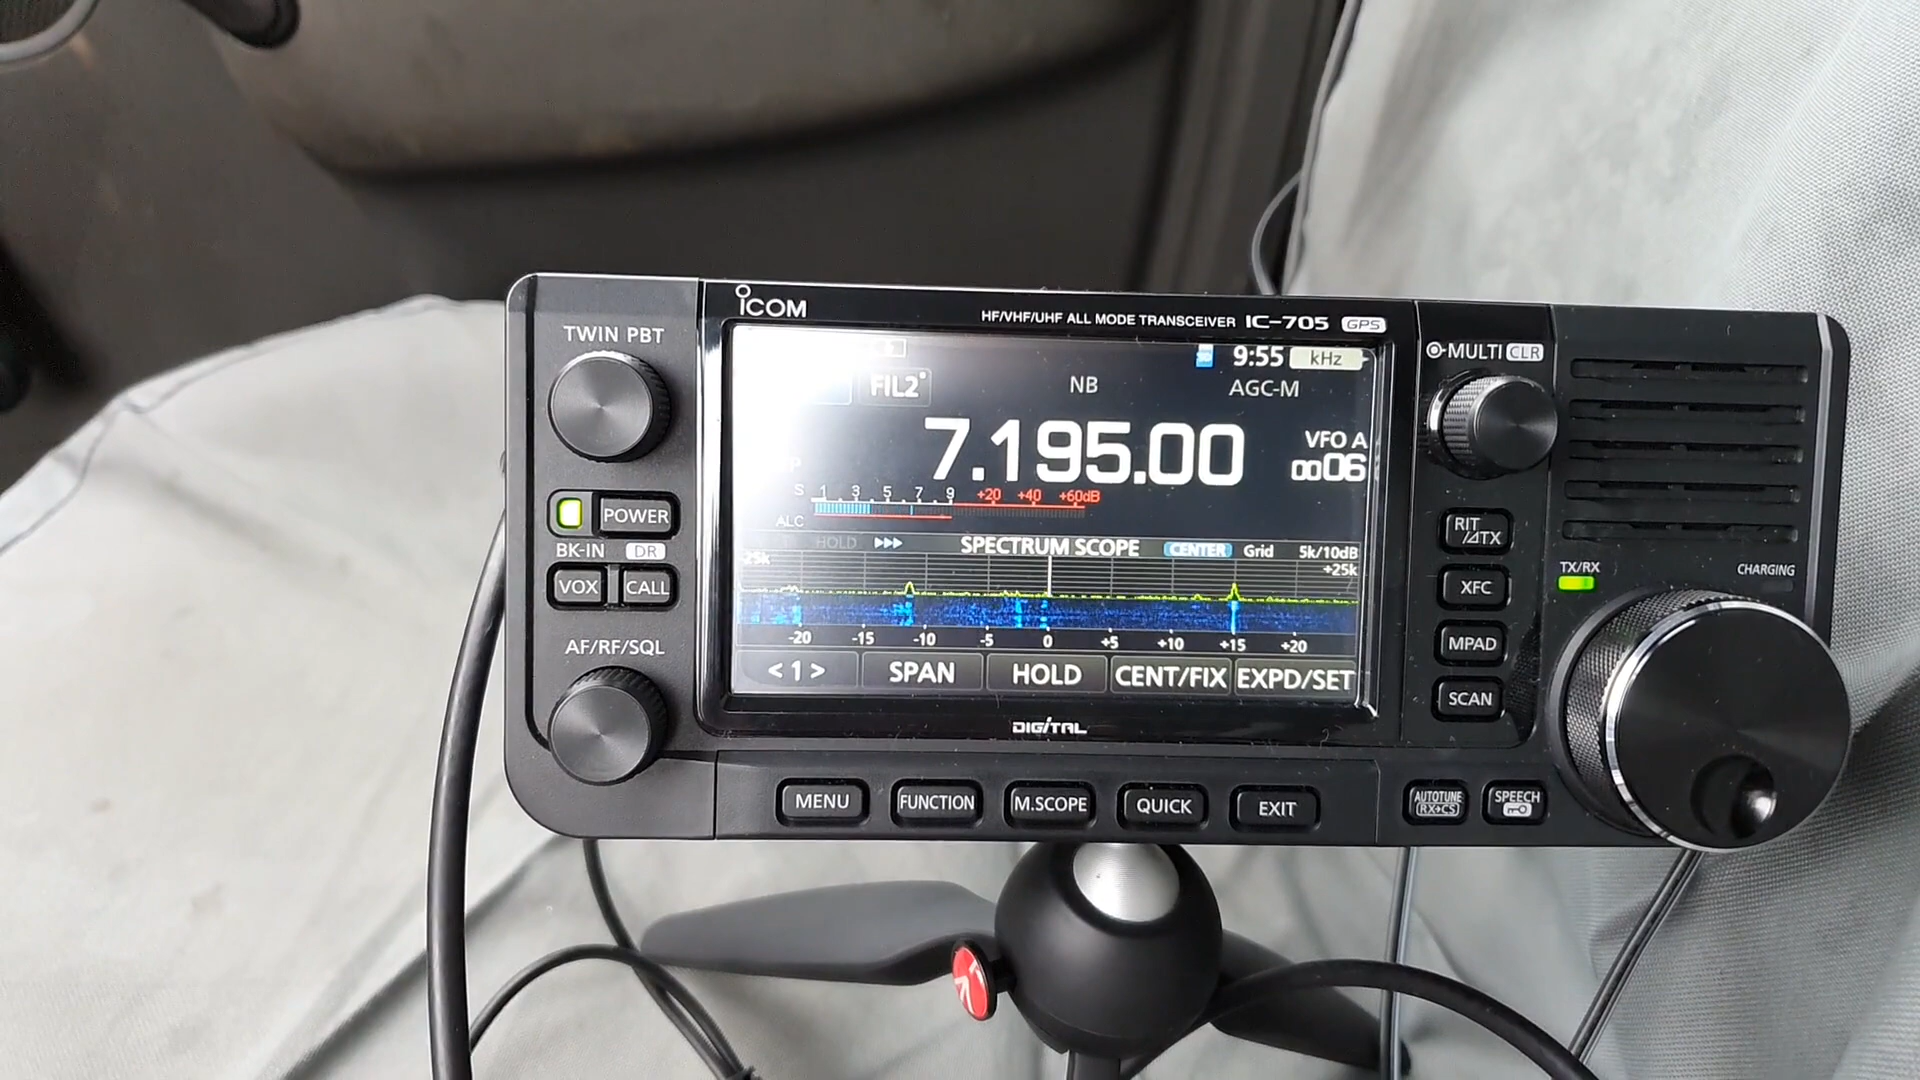 ICOM
HF/VHF/UHF ALL MODE TRANSCEIVER IC-705 GPS
TWIN PBT
MULTI CLR
9:55 kHz
FIL2 NB AGC-M
7.195.00
VFO A
06
S 1 3 5 7 9 +20 +40 +60dB
ALC
POWER
BK-IN DR
VOX CALL
AF/RF/SQL
HOLD SPECTRUM SCOPE CENTER Grid 5k/10dB
-25k +25k
-20 -15 -10 -5 0 +5 +10 +15 +20
< 1 > SPAN HOLD CENT/FIX EXPD/SET
DIGITAL
RIT
/⊿TX
XFC
MPAD
SCAN
TX/RX
CHARGING
MENU FUNCTION M.SCOPE QUICK EXIT
AUTOTUNE
RX→CS
SPEECH